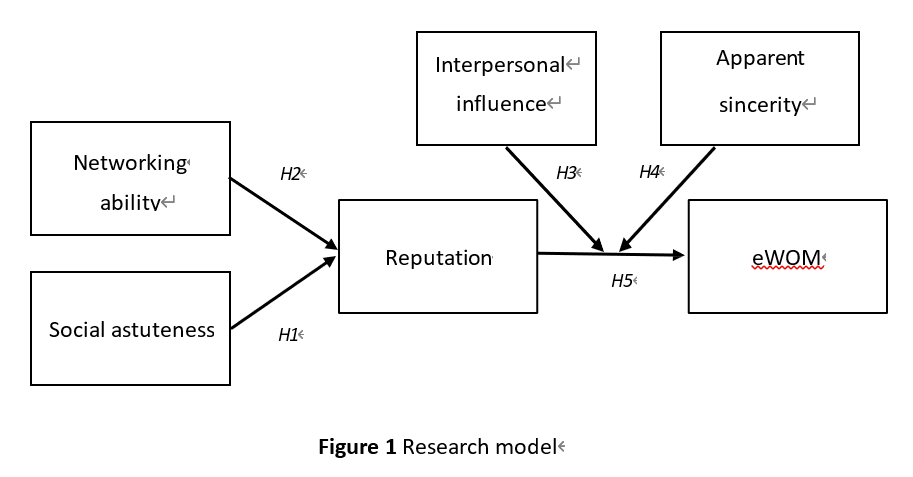 Interpersonal
influence
Apparent
sincerity
Networking
ability
H2
H3
H4
Reputation
eWOM
H5
Social astuteness
H1
Figure 1 Research model